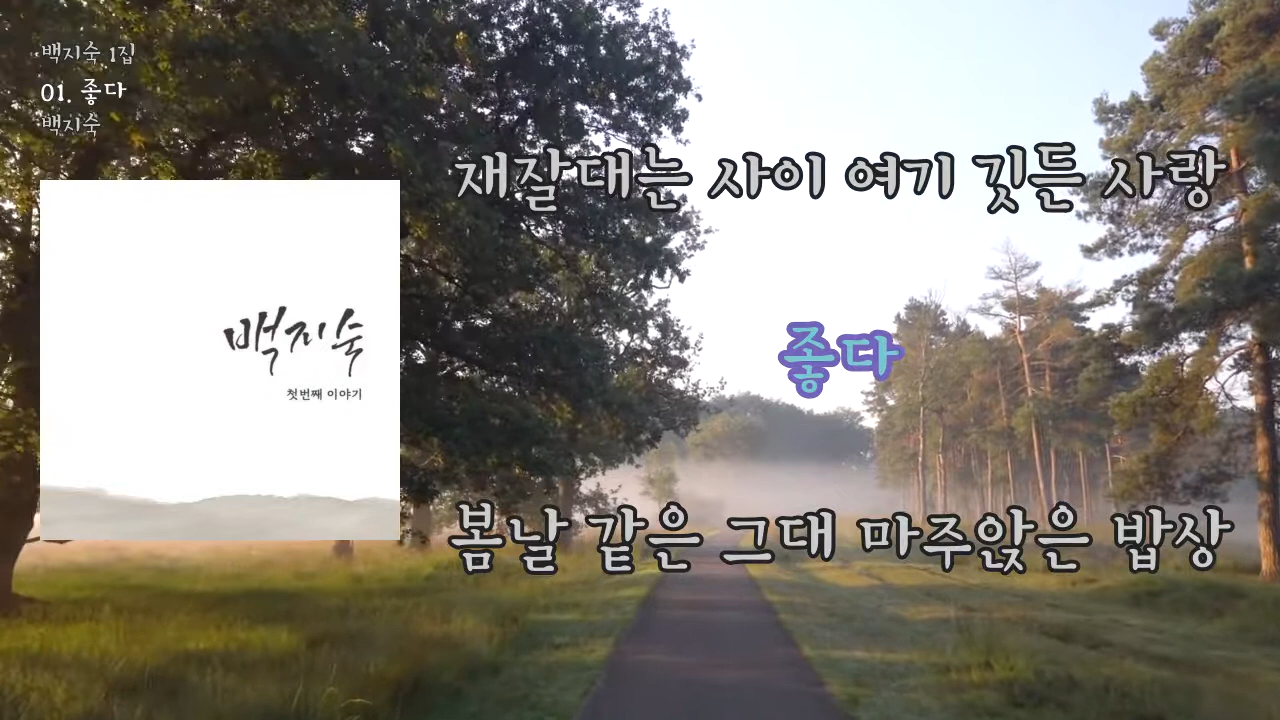 백지숙 1집
01. 좋다
백지숙
백지숙
첫번째 이야기
재잘대는 사이 여기 깃든 사랑
좋다
봄날 같은 그대 마주앉은 밥상